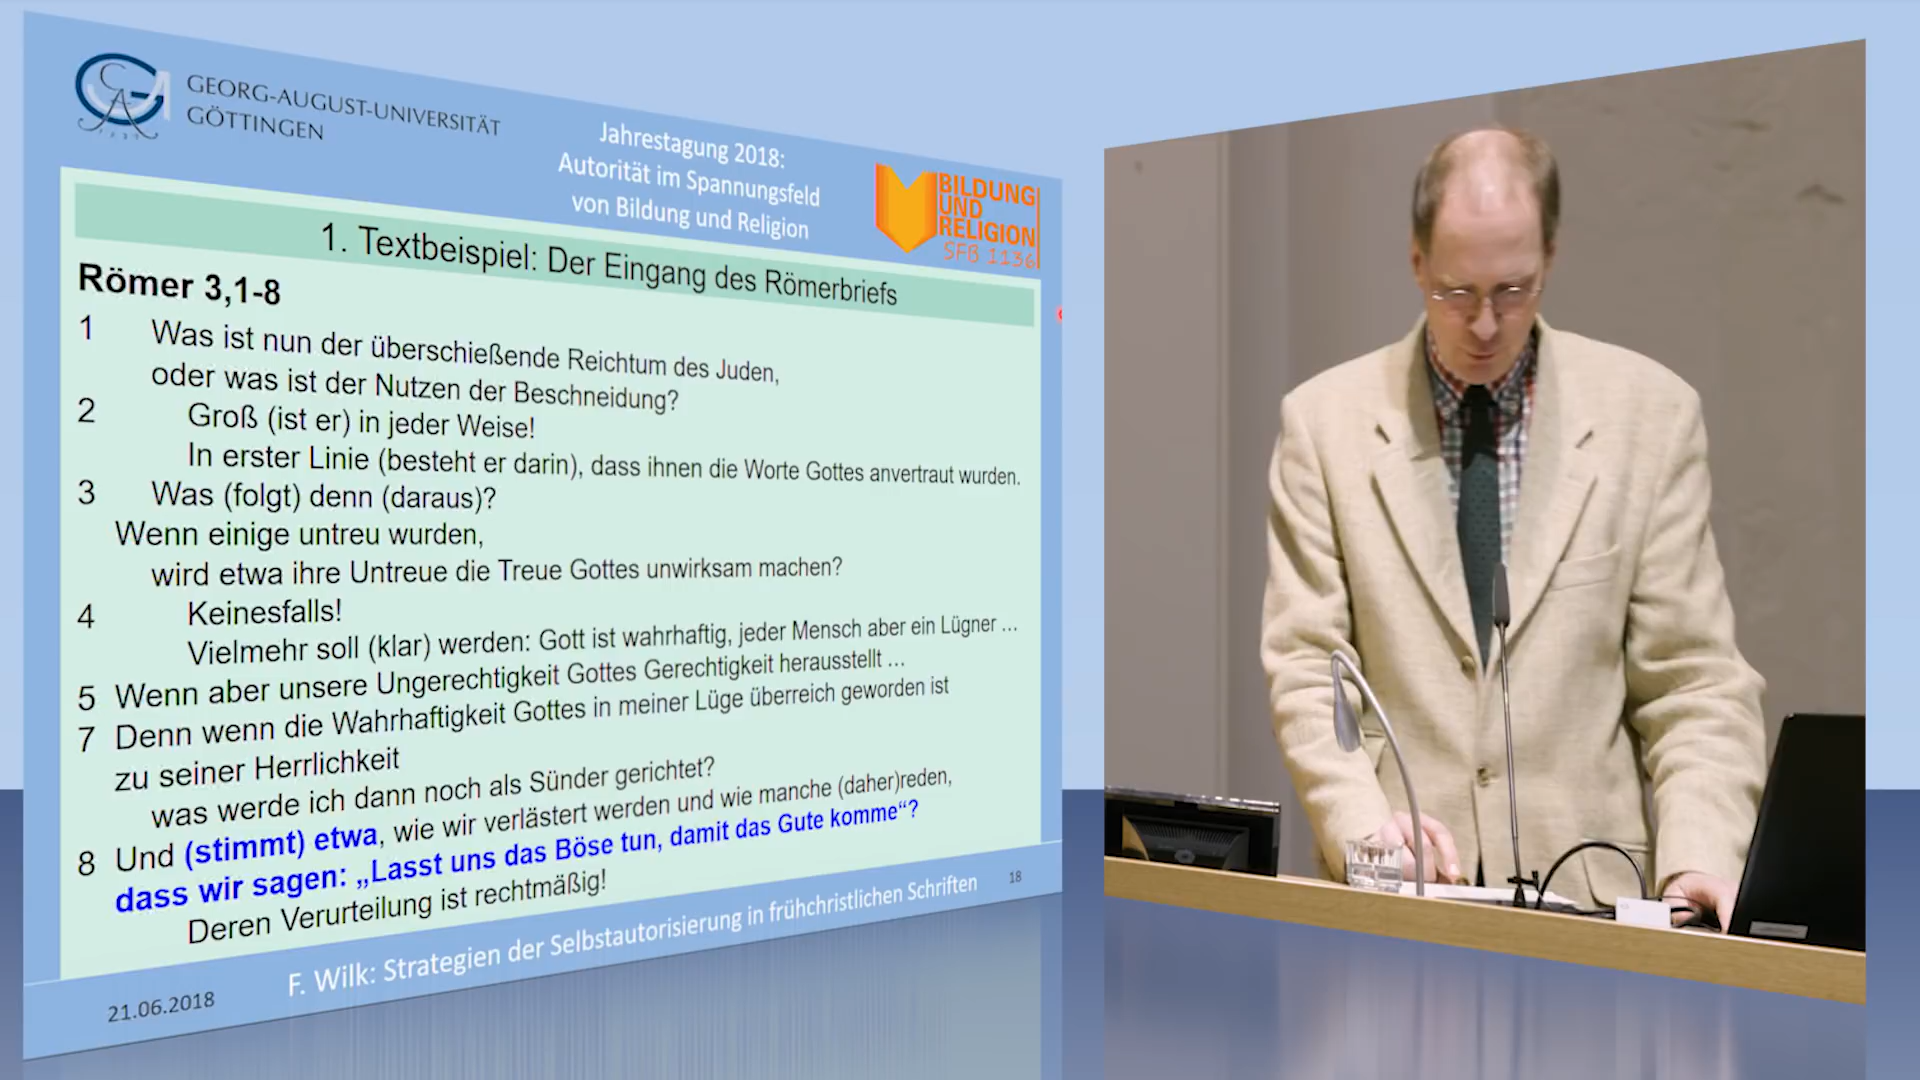 GEORG-AUGUST-UNIVERSITÄT
GÖTTINGEN
Jahrestagung 2018:
Autorität im Spannungsfeld
von Bildung und Religion
BILDUNG
UND
RELIGION
SFB 1136
1. Textbeispiel: Der Eingang des Römerbriefs
Römer 3,1-8
1 Was ist nun der überschießende Reichtum des Juden,
oder was ist der Nutzen der Beschneidung?
2 Groß (ist er) in jeder Weise!
In erster Linie (besteht er darin), dass ihnen die Worte Gottes anvertraut wurden.
3 Was (folgt) denn (daraus)?
Wenn einige untreu wurden,
wird etwa ihre Untreue die Treue Gottes unwirksam machen?
4 Keinesfalls!
Vielmehr soll (klar) werden: Gott ist wahrhaftig, jeder Mensch aber ein Lügner ...
5 Wenn aber unsere Ungerechtigkeit Gottes Gerechtigkeit herausstellt ...
7 Denn wenn die Wahrhaftigkeit Gottes in meiner Lüge überreich geworden ist
zu seiner Herrlichkeit
was werde ich dann noch als Sünder gerichtet?
8 Und (stimmt) etwa, wie wir verlästert werden und wie manche (daher)reden,
dass wir sagen: „Lasst uns das Böse tun, damit das Gute komme“?
Deren Verurteilung ist rechtmäßig!
21.06.2018
F. Wilk: Strategien der Selbstautorisierung in frühchristlichen Schriften
18